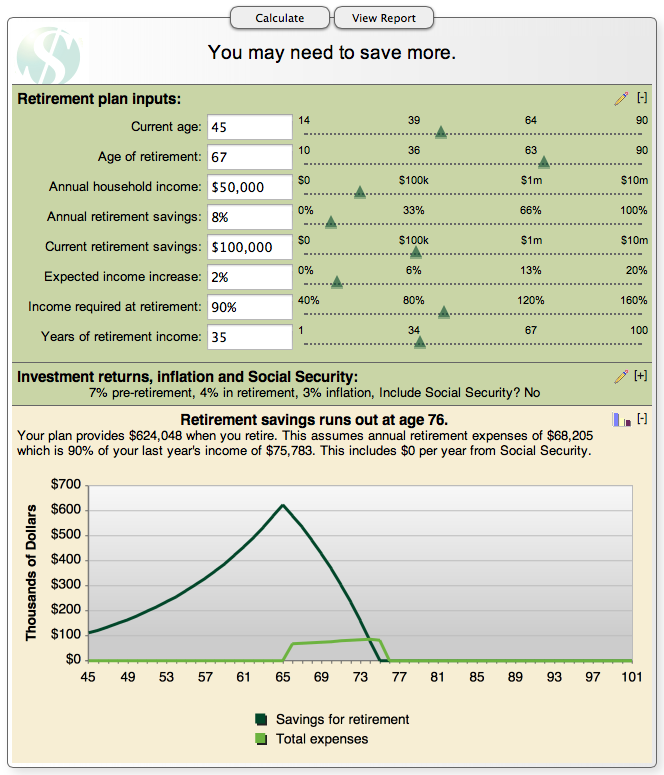 Calculate View Report
You may need to save more.
Retirement plan inputs: [-]
Current age: 45 14 39 64 90
Age of retirement: 67 10 36 63 90
Annual household income: $50,000 $0 $100k $1m $10m
Annual retirement savings: 8% 0% 33% 66% 100%
Current retirement savings: $100,000 $0 $100k $1m $10m
Expected income increase: 2% 0% 6% 13% 20%
Income required at retirement: 90% 40% 80% 120% 160%
Years of retirement income: 35 1 34 67 100
Investment returns, inflation and Social Security: [+]
7% pre-retirement, 4% in retirement, 3% inflation, Include Social Security? No
Retirement savings runs out at age 76. [-]
Your plan provides $624,048 when you retire. This assumes annual retirement expenses of $68,205
which is 90% of your last year's income of $75,783. This includes $0 per year from Social Security.
Thousands of Dollars
$700
$600
$500
$400
$300
$200
$100
$0
45 49 53 57 61 65 69 73 77 81 85 89 93 97 101
Savings for retirement
Total expenses